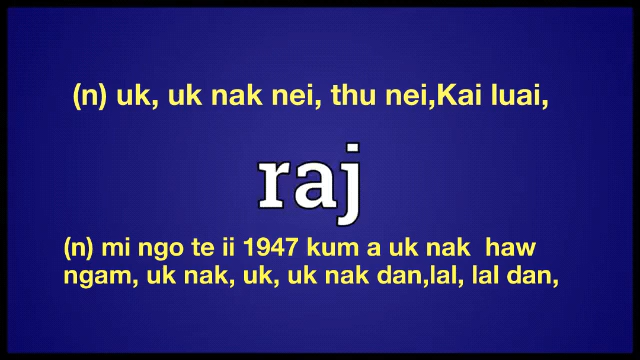 (n) uk, uk nak nei, thu nei,Kai luai,
raj
(n) mi ngo te ii 1947 kum a uk nak  haw
ngam, uk nak, uk, uk nak dan,lal, lal dan,